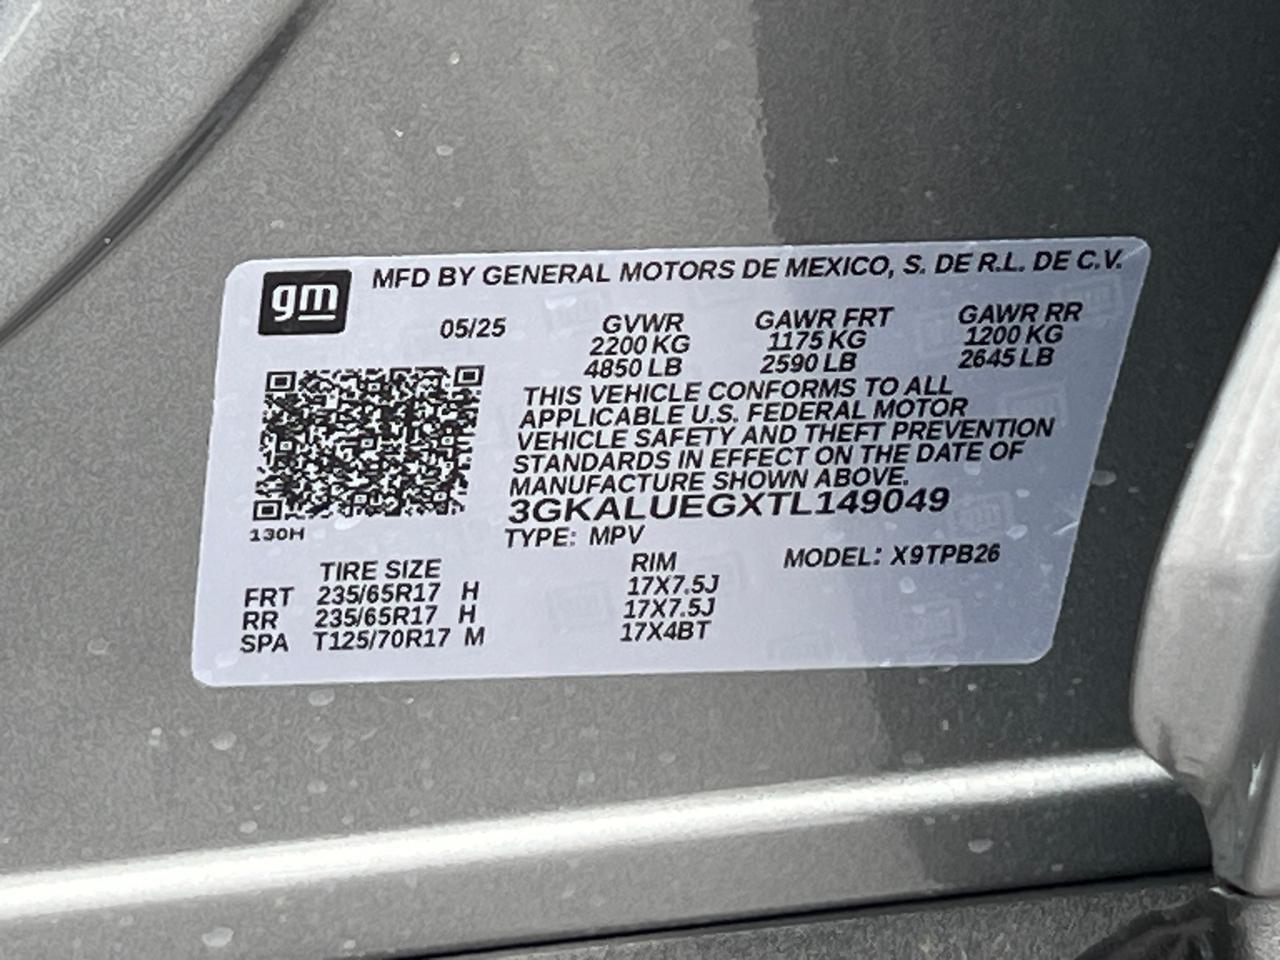 gm
MFD BY GENERAL MOTORS DE MEXICO, S. DE R.L. DE C.V.
05/25 GVWR GAWR FRT GAWR RR
2200 KG 1175 KG 1200 KG
4850 LB 2590 LB 2645 LB
THIS VEHICLE CONFORMS TO ALL
APPLICABLE U.S. FEDERAL MOTOR
VEHICLE SAFETY AND THEFT PREVENTION
STANDARDS IN EFFECT ON THE DATE OF
MANUFACTURE SHOWN ABOVE.
3GKALUEGXTL149049
130H
TYPE: MPV MODEL: X9TPB26
TIRE SIZE RIM
FRT 235/65R17 H 17X7.5J
RR 235/65R17 H 17X7.5J
SPA T125/70R17 M 17X4BT